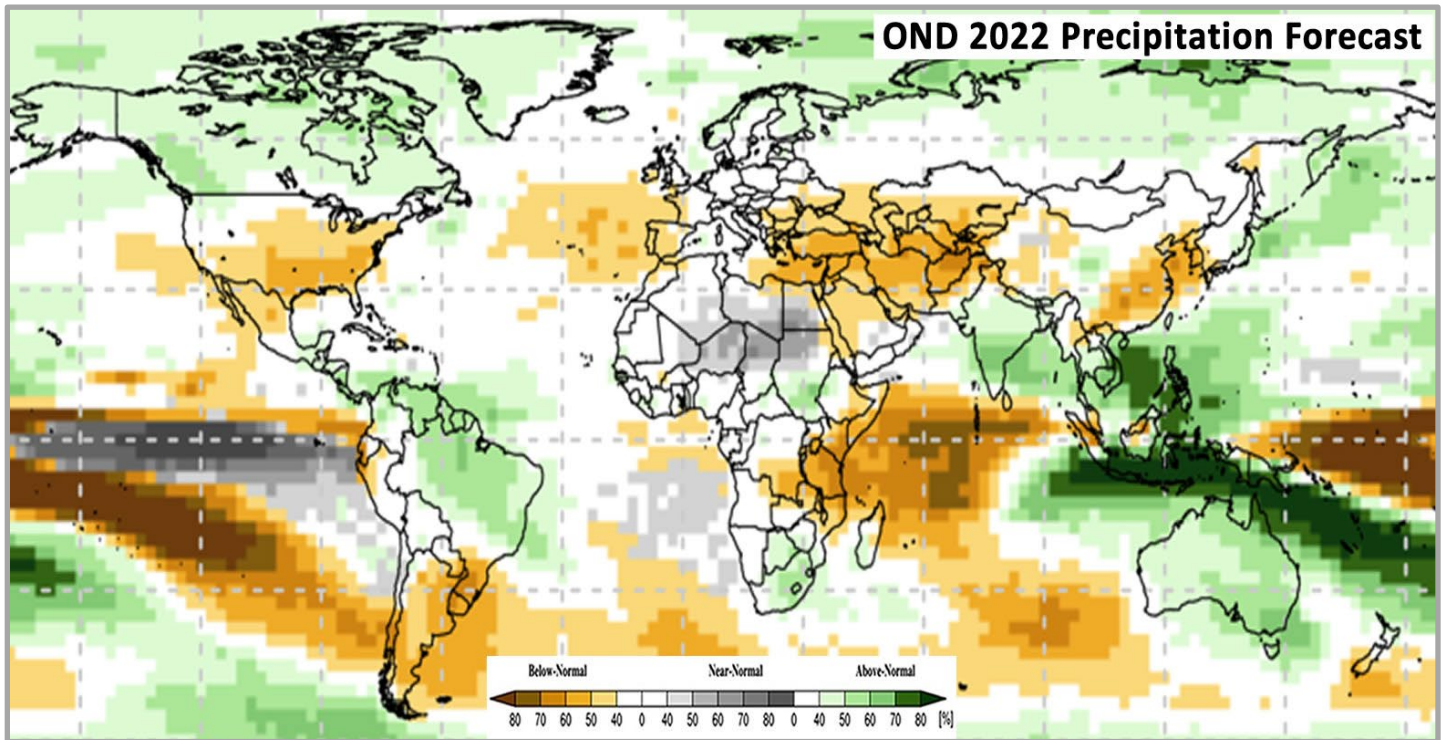 OND 2022 Precipitation Forecast
Below-Normal Near-Normal Above-Normal
80 70 60 50 40 0 40 50 60 70 80 0 40 50 60 70 80 [%]